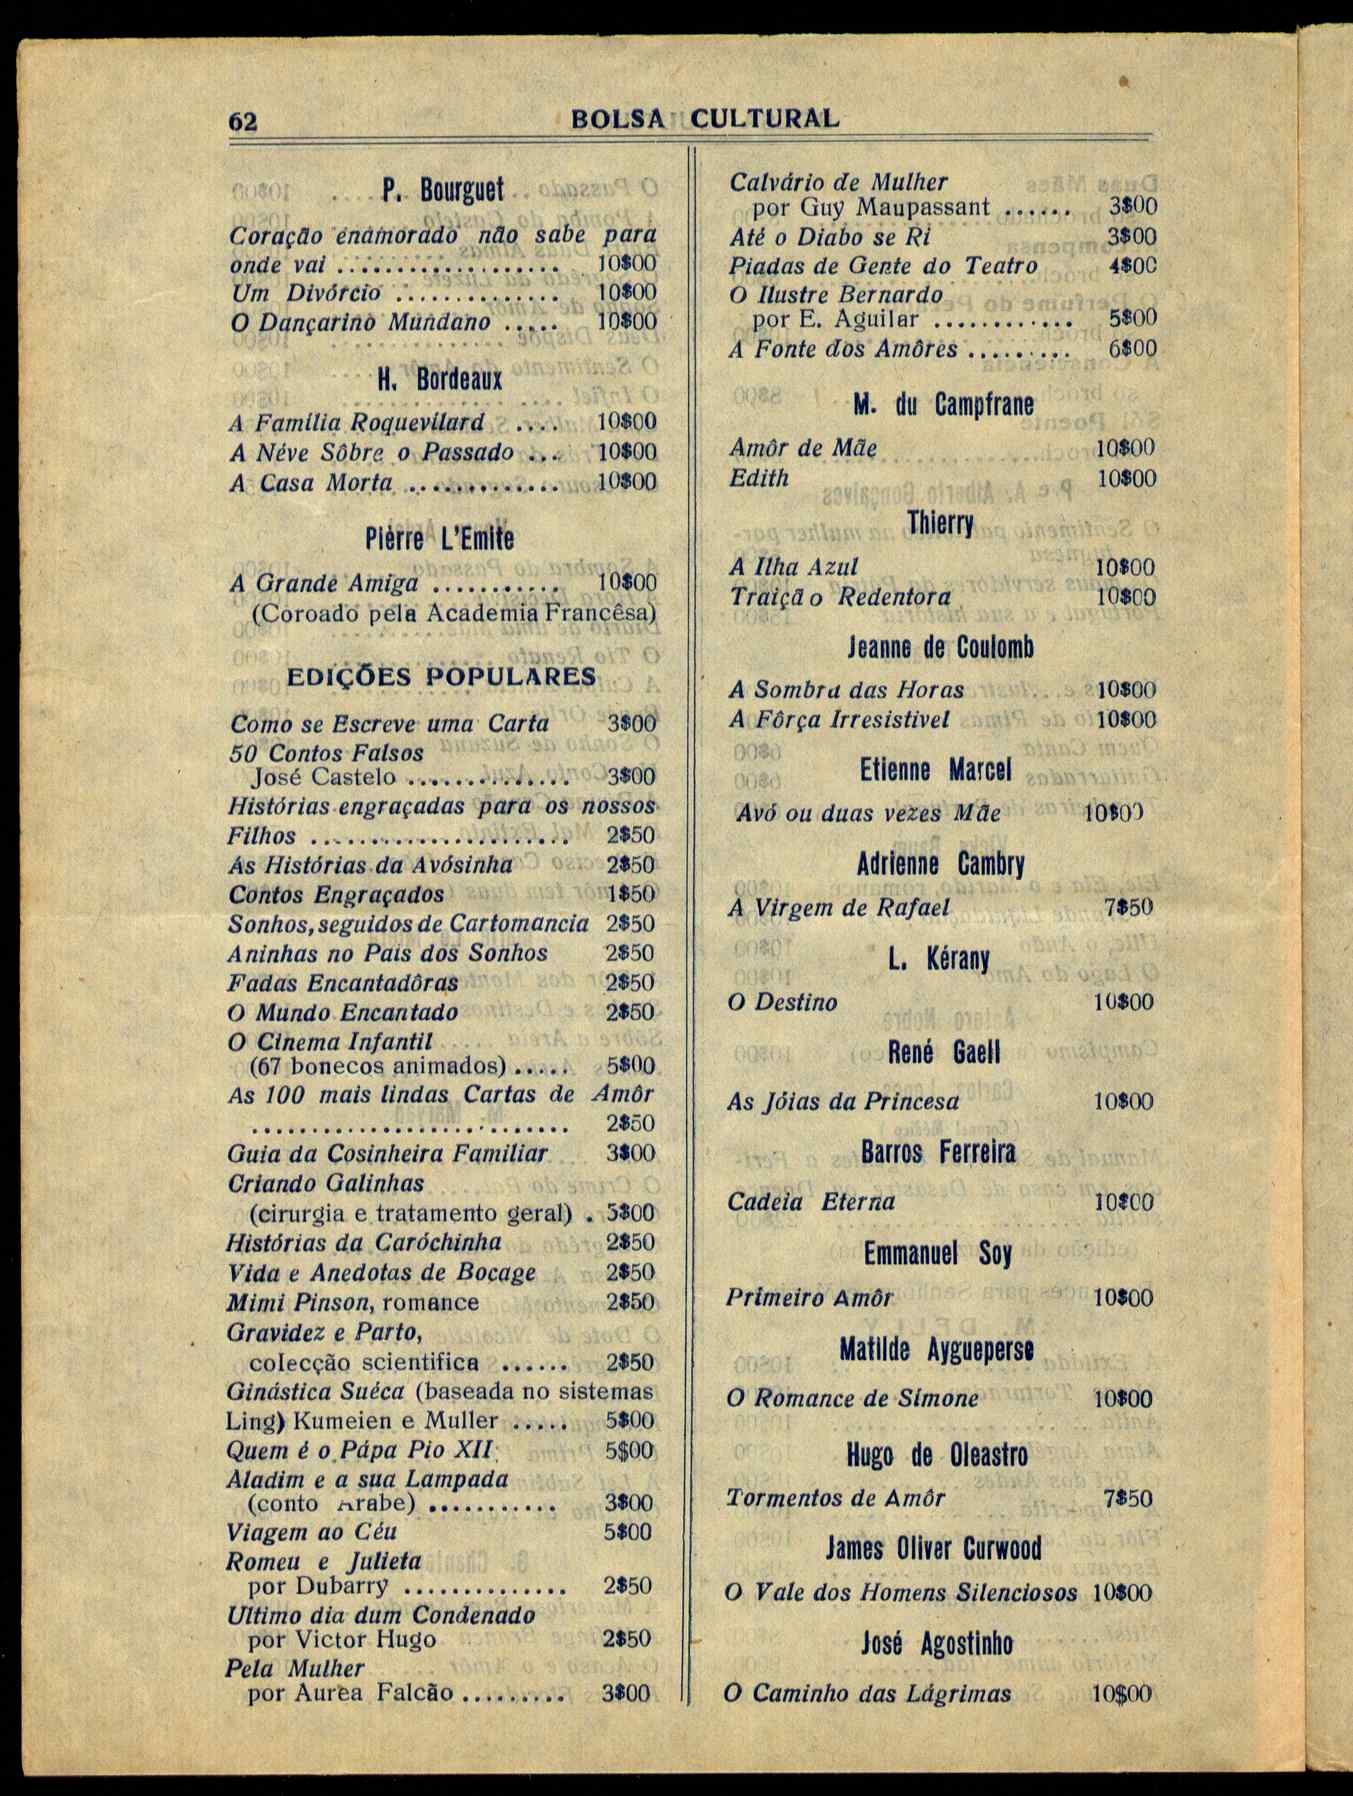 62
BOLSA CULTURAL
P. Bourguet
Coração enamorado não sabe para
onde vai ................... 10$00
Um Divórcio .............. 10$00
O Dançarino Mundano ..... 10$00
H. Bordeaux
A Família Roquevilard .... 10$00
A Néve Sôbre o Passado ... 10$00
A Casa Morta ............. 10$00
Pièrre L'Emite
A Grande Amiga ........... 10$00
(Coroado pela Academia Francêsa)
EDIÇÕES POPULARES
Como se Escreve uma Carta 3$00
50 Contos Falsos
José Castelo .............. 3$00
Histórias engraçadas para os nossos
Filhos ...................... 2$50
As Histórias da Avósinha 2$50
Contos Engraçados 1$50
Sonhos, seguidos de Cartomancia 2$50
Aninhas no País dos Sonhos 2$50
Fadas Encantadôras 2$50
O Mundo Encantado 2$50
O Cinema Infantil
(67 bonecos animados) ..... 5$00
As 100 mais lindas Cartas de Amôr
........................... 2$50
Guia da Cosinheira Familiar 3$00
Criando Galinhas
(cirurgia e tratamento geral) . 5$00
Histórias da Caróchinha 2$50
Vida e Anedotas de Bocage 2$50
Mimi Pinson, romance 2$50
Gravidez e Parto,
colecção scientifica ...... 2$50
Ginástica Suéca (baseada no sistemas
Ling) Kumeien e Muller ..... 5$00
Quem é o Pápa Pio XII 5$00
Aladim e a sua Lampada
(conto Arabe) ........... 3$00
Viagem ao Céu 5$00
Romeu e Julieta
por Dubarry .............. 2$50
Ultimo dia dum Condenado
por Victor Hugo 2$50
Pela Mulher
por Aurea Falcão ......... 3$00
Calvário de Mulher
por Guy Maupassant ...... 3$00
Até o Diabo se Ri 3$00
Piadas de Gente do Teatro 4$00
O Ilustre Bernardo
por E. Aguilar ............ 5$00
A Fonte dos Amôres ......... 6$00
M. du Campfrane
Amôr de Mãe 10$00
Edith 10$00
Thierry
A Ilha Azul 10$00
Traição Redentora 10$00
Jeanne de Coulomb
A Sombra das Horas 10$00
A Fôrça Irresistivel 10$00
Etienne Marcel
Avó ou duas vezes Mãe 10$00
Adrienne Cambry
A Virgem de Rafael 7$50
L. Kérany
O Destino 10$00
René Gaell
As Jóias da Princesa 10$00
Barros Ferreira
Cadeia Eterna 10$00
Emmanuel Soy
Primeiro Amôr 10$00
Matilde Aygueperse
O Romance de Simone 10$00
Hugo de Oleastro
Tormentos de Amôr 7$50
James Oliver Curwood
O Vale dos Homens Silenciosos 10$00
José Agostinho
O Caminho das Lágrimas 10$00